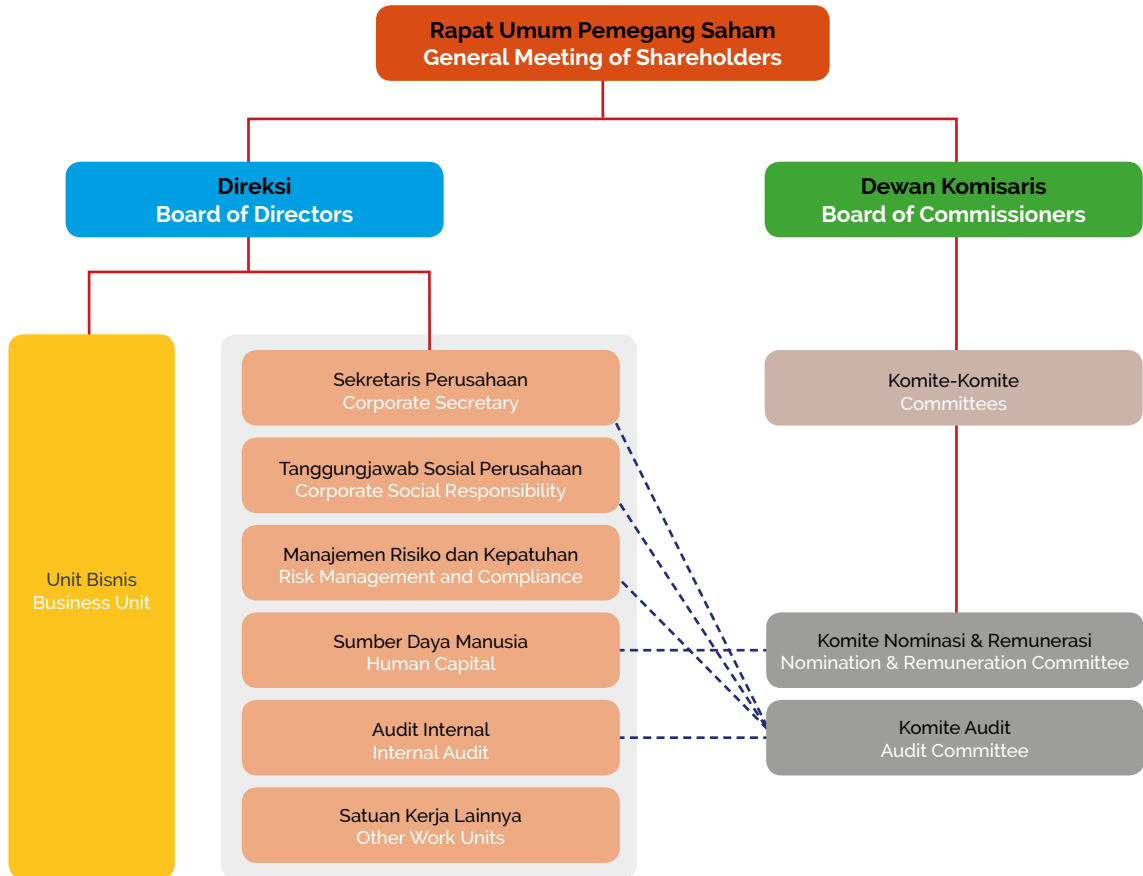 Rapat Umum Pemegang Saham
General Meeting of Shareholders
Direksi
Board of Directors
Dewan Komisaris
Board of Commissioners
Unit Bisnis
Business Unit
Sekretaris Perusahaan
Corporate Secretary
Tanggungjawab Sosial Perusahaan
Corporate Social Responsibility
Manajemen Risiko dan Kepatuhan
Risk Management and Compliance
Sumber Daya Manusia
Human Capital
Audit Internal
Internal Audit
Satuan Kerja Lainnya
Other Work Units
Komite-Komite
Committees
Komite Nominasi & Remunerasi
Nomination & Remuneration Committee
Komite Audit
Audit Committee